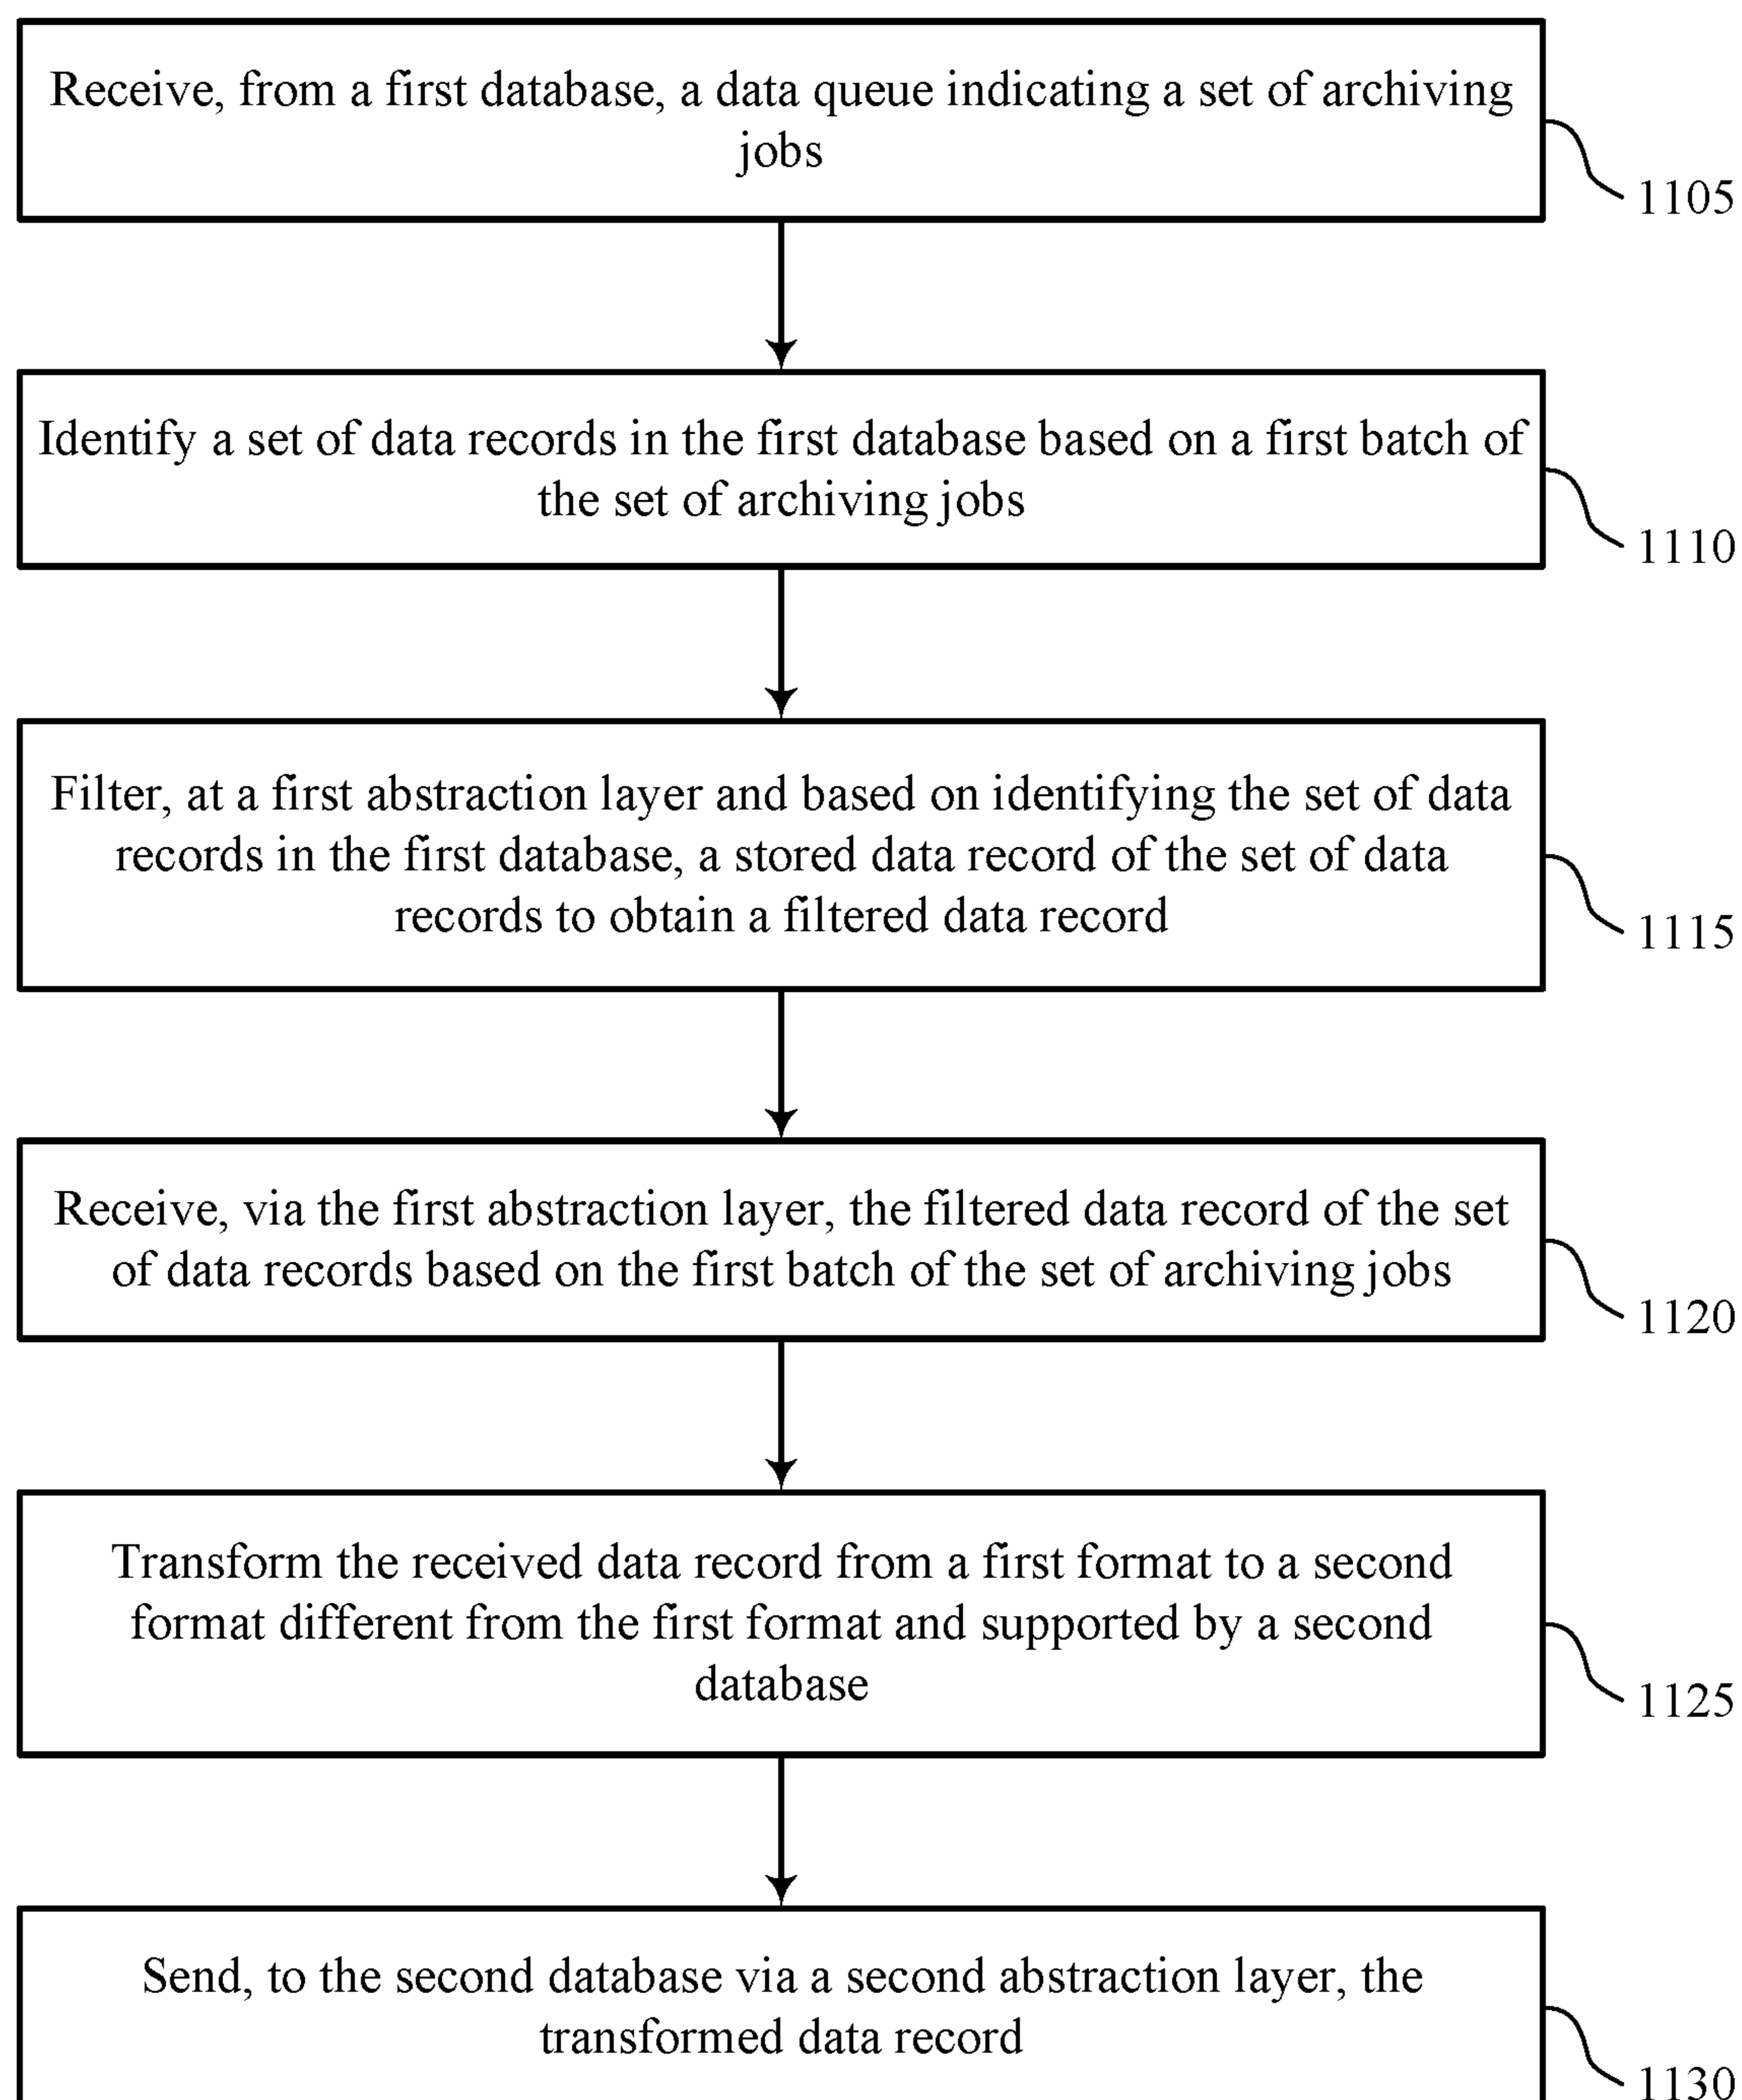 Receive, from a first database, a data queue indicating a set of archiving
jobs
1105
Identify a set of data records in the first database based on a first batch of
the set of archiving jobs
1110
Filter, at a first abstraction layer and based on identifying the set of data
records in the first database, a stored data record of the set of data
records to obtain a filtered data record
1115
Receive, via the first abstraction layer, the filtered data record of the set
of data records based on the first batch of the set of archiving jobs
1120
Transform the received data record from a first format to a second
format different from the first format and supported by a second
database
1125
Send, to the second database via a second abstraction layer, the
transformed data record
1130